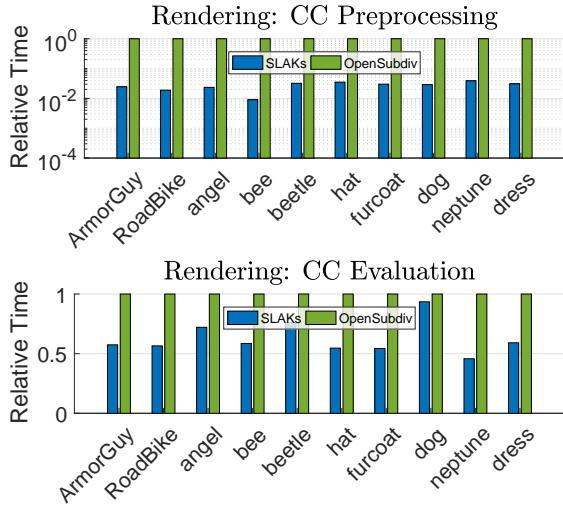 Rendering: CC Preprocessing
Relative Time
10^0
10^-2
10^-4
SLAKs OpenSubdiv
ArmorGuy RoadBike angel bee beetle hat furcoat dog neptune dress
Rendering: CC Evaluation
Relative Time
1
0.5
0
SLAKs OpenSubdiv
ArmorGuy RoadBike angel bee beetle hat furcoat dog neptune dress